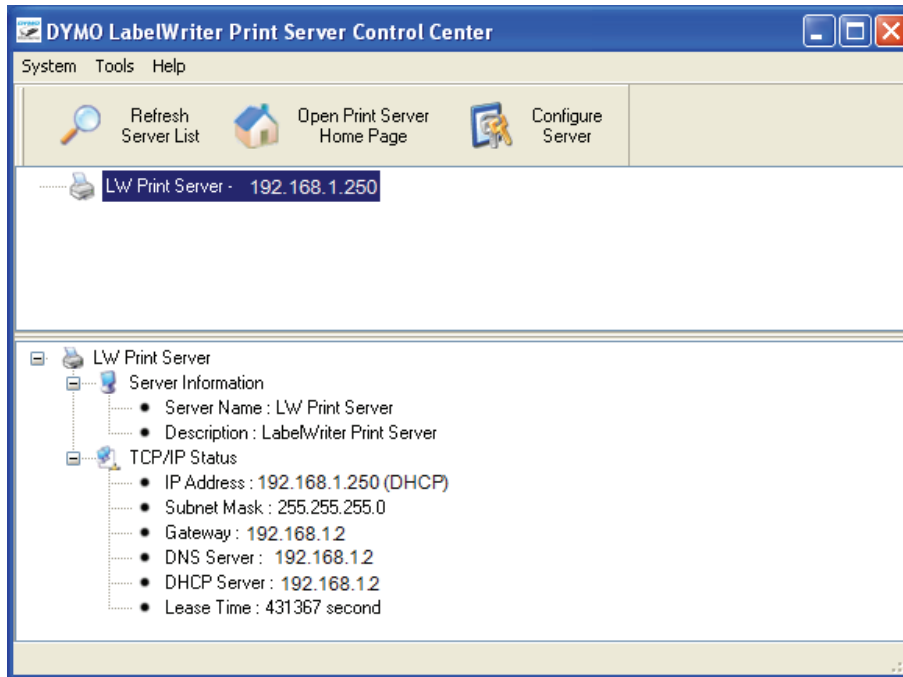 DYMO LabelWriter Print Server Control Center
System Tools Help
Refresh
Server List
Open Print Server
Home Page
Configure
Server
LW Print Server - 192.168.1.250
LW Print Server
Server Information
Server Name : LW Print Server
Description : LabelWriter Print Server
TCP/IP Status
IP Address : 192.168.1.250 (DHCP)
Subnet Mask : 255.255.255.0
Gateway : 192.168.1.2
DNS Server : 192.168.1.2
DHCP Server : 192.168.1.2
Lease Time : 431367 second